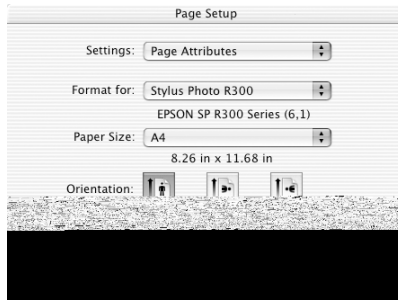 Page Setup
Settings: Page Attributes
Format for: Stylus Photo R300
EPSON SP R300 Series (6,1)
Paper Size: A4
8.26 in x 11.68 in
Orientation: